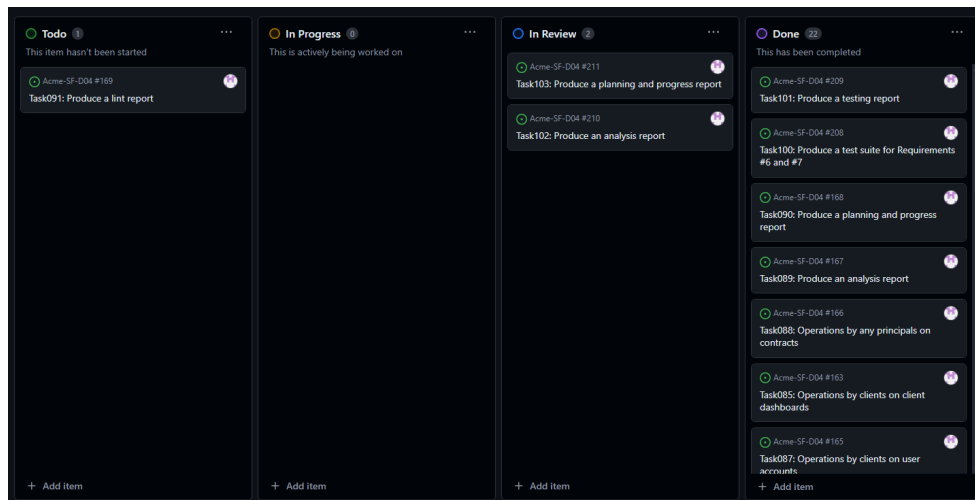 Todo 1
This item hasn't been started
Acme-SF-D04 #169
Task091: Produce a lint report
+ Add item
In Progress 0
This is actively being worked on
+ Add item
In Review 2
Acme-SF-D04 #211
Task103: Produce a planning and progress report
Acme-SF-D04 #210
Task102: Produce an analysis report
+ Add item
Done 22
This has been completed
Acme-SF-D04 #209
Task101: Produce a testing report
Acme-SF-D04 #208
Task100: Produce a test suite for Requirements
#6 and #7
Acme-SF-D04 #168
Task090: Produce a planning and progress
report
Acme-SF-D04 #167
Task089: Produce an analysis report
Acme-SF-D04 #166
Task088: Operations by any principals on
contracts
Acme-SF-D04 #163
Task085: Operations by clients on client
dashboards
Acme-SF-D04 #165
Task087: Operations by clients on user
accounts
+ Add item